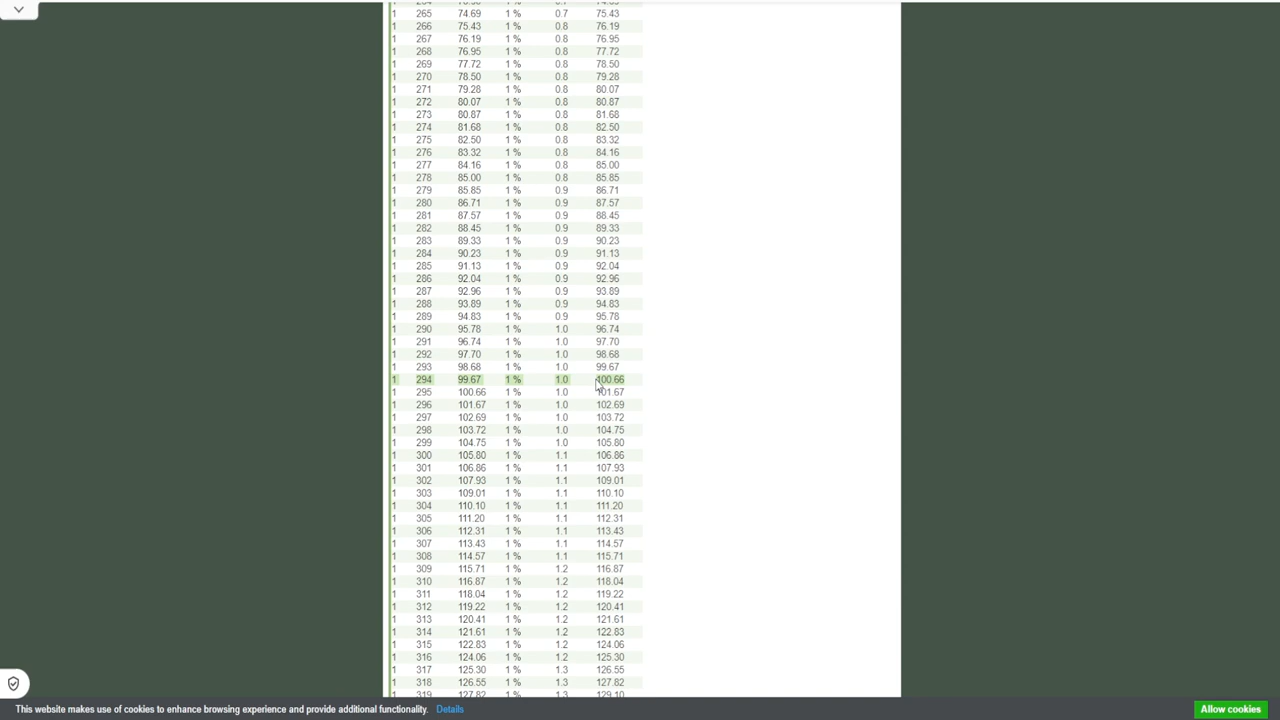 1 265 74.69 1 % 0.7 75.43
1 266 75.43 1 % 0.8 76.19
1 267 76.19 1 % 0.8 76.95
1 268 76.95 1 % 0.8 77.72
1 269 77.72 1 % 0.8 78.50
1 270 78.50 1 % 0.8 79.28
1 271 79.28 1 % 0.8 80.07
1 272 80.07 1 % 0.8 80.87
1 273 80.87 1 % 0.8 81.68
1 274 81.68 1 % 0.8 82.50
1 275 82.50 1 % 0.8 83.32
1 276 83.32 1 % 0.8 84.16
1 277 84.16 1 % 0.8 85.00
1 278 85.00 1 % 0.8 85.85
1 279 85.85 1 % 0.9 86.71
1 280 86.71 1 % 0.9 87.57
1 281 87.57 1 % 0.9 88.45
1 282 88.45 1 % 0.9 89.33
1 283 89.33 1 % 0.9 90.23
1 284 90.23 1 % 0.9 91.13
1 285 91.13 1 % 0.9 92.04
1 286 92.04 1 % 0.9 92.96
1 287 92.96 1 % 0.9 93.89
1 288 93.89 1 % 0.9 94.83
1 289 94.83 1 % 0.9 95.78
1 290 95.78 1 % 1.0 96.74
1 291 96.74 1 % 1.0 97.70
1 292 97.70 1 % 1.0 98.68
1 293 98.68 1 % 1.0 99.67
1 294 99.67 1 % 1.0 100.66
1 295 100.66 1 % 1.0 101.67
1 296 101.67 1 % 1.0 102.69
1 297 102.69 1 % 1.0 103.72
1 298 103.72 1 % 1.0 104.75
1 299 104.75 1 % 1.0 105.80
1 300 105.80 1 % 1.1 106.86
1 301 106.86 1 % 1.1 107.93
1 302 107.93 1 % 1.1 109.01
1 303 109.01 1 % 1.1 110.10
1 304 110.10 1 % 1.1 111.20
1 305 111.20 1 % 1.1 112.31
1 306 112.31 1 % 1.1 113.43
1 307 113.43 1 % 1.1 114.57
1 308 114.57 1 % 1.1 115.71
1 309 115.71 1 % 1.2 116.87
1 310 116.87 1 % 1.2 118.04
1 311 118.04 1 % 1.2 119.22
1 312 119.22 1 % 1.2 120.41
1 313 120.41 1 % 1.2 121.61
1 314 121.61 1 % 1.2 122.83
1 315 122.83 1 % 1.2 124.06
1 316 124.06 1 % 1.2 125.30
1 317 125.30 1 % 1.3 126.55
1 318 126.55 1 % 1.3 127.82
1 319 127.82 1 % 1.3 129.10
This website makes use of cookies to enhance browsing experience and provide additional functionality. Details Allow cookies